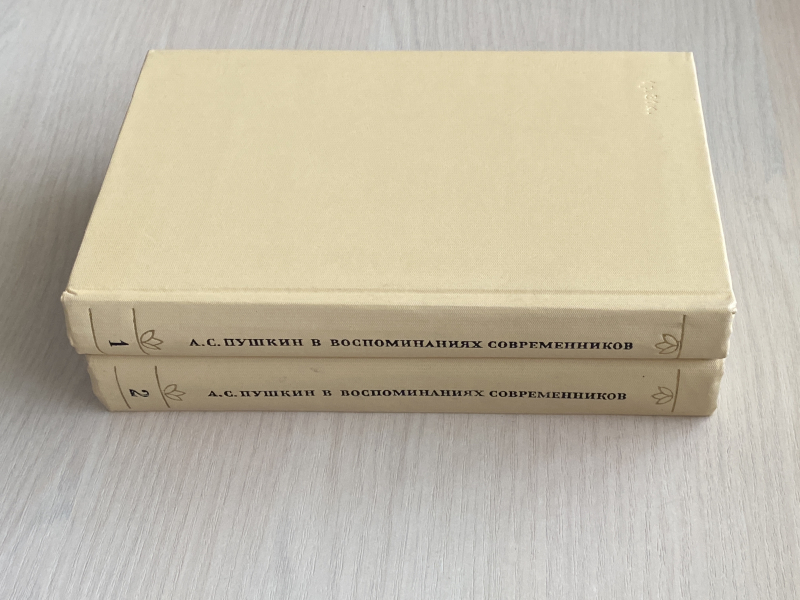 1 А.С.ПУШКИН В ВОСПОМИНАНИЯХ СОВРЕМЕННИКОВ
2 А.С.ПУШКИН В ВОСПОМИНАНИЯХ СОВРЕМЕННИКОВ